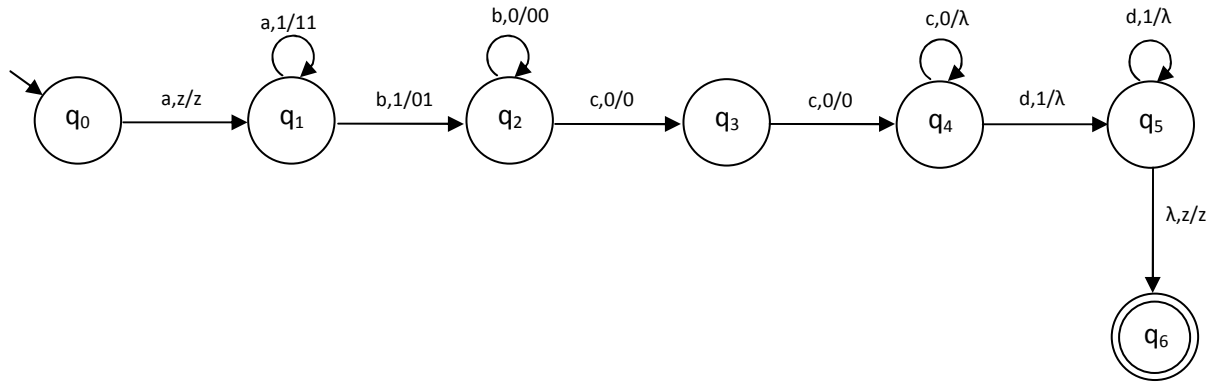 a,1/11
b,0/00
c,0/λ
d,1/λ
q0 a,z/z q1 b,1/01 q2 c,0/0 q3 c,0/0 q4 d,1/λ q5
λ,z/z
q6